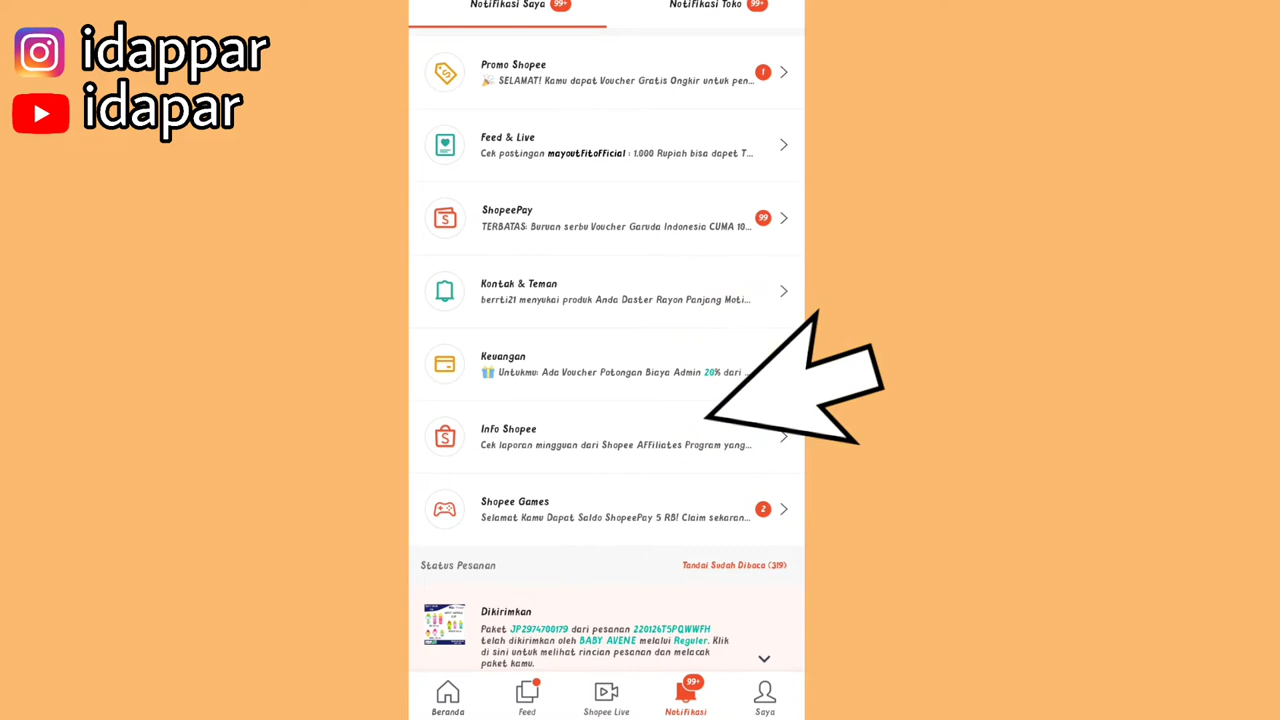 idappar
idapar
Notifikasi Saya 99+
Notifikasi Toko 99+
Promo Shopee
SELAMAT! Kamu dapat Voucher Gratis Ongkir untuk pen...
1
Feed & Live
Cek postingan mayoutfitofficial : 1.000 Rupiah bisa dapet T...
ShopeePay
TERBATAS: Buruan serbu Voucher Garuda Indonesia CUMA 10...
99
Kontak & Teman
berrti21 menyukai produk Anda Daster Rayon Panjang Moti...
Keuangan
Untukmu: Ada Voucher Potongan Biaya Admin 20% dari ...
Info Shopee
Cek laporan mingguan dari Shopee Affiliates Program yang...
Shopee Games
Selamat Kamu Dapat Saldo ShopeePay 5 RB! Claim sekaran...
2
Status Pesanan
Tandai Sudah Dibaca (319)
Dikirimkan
Paket JP2974700179 dari pesanan 220126T5PQWWFH
telah dikirimkan oleh BABY AVENE melalui Reguler. Klik
di sini untuk melihat rincian pesanan dan melacak
paket kamu.
99+
Beranda
Feed
Shopee Live
Notifikasi
Saya